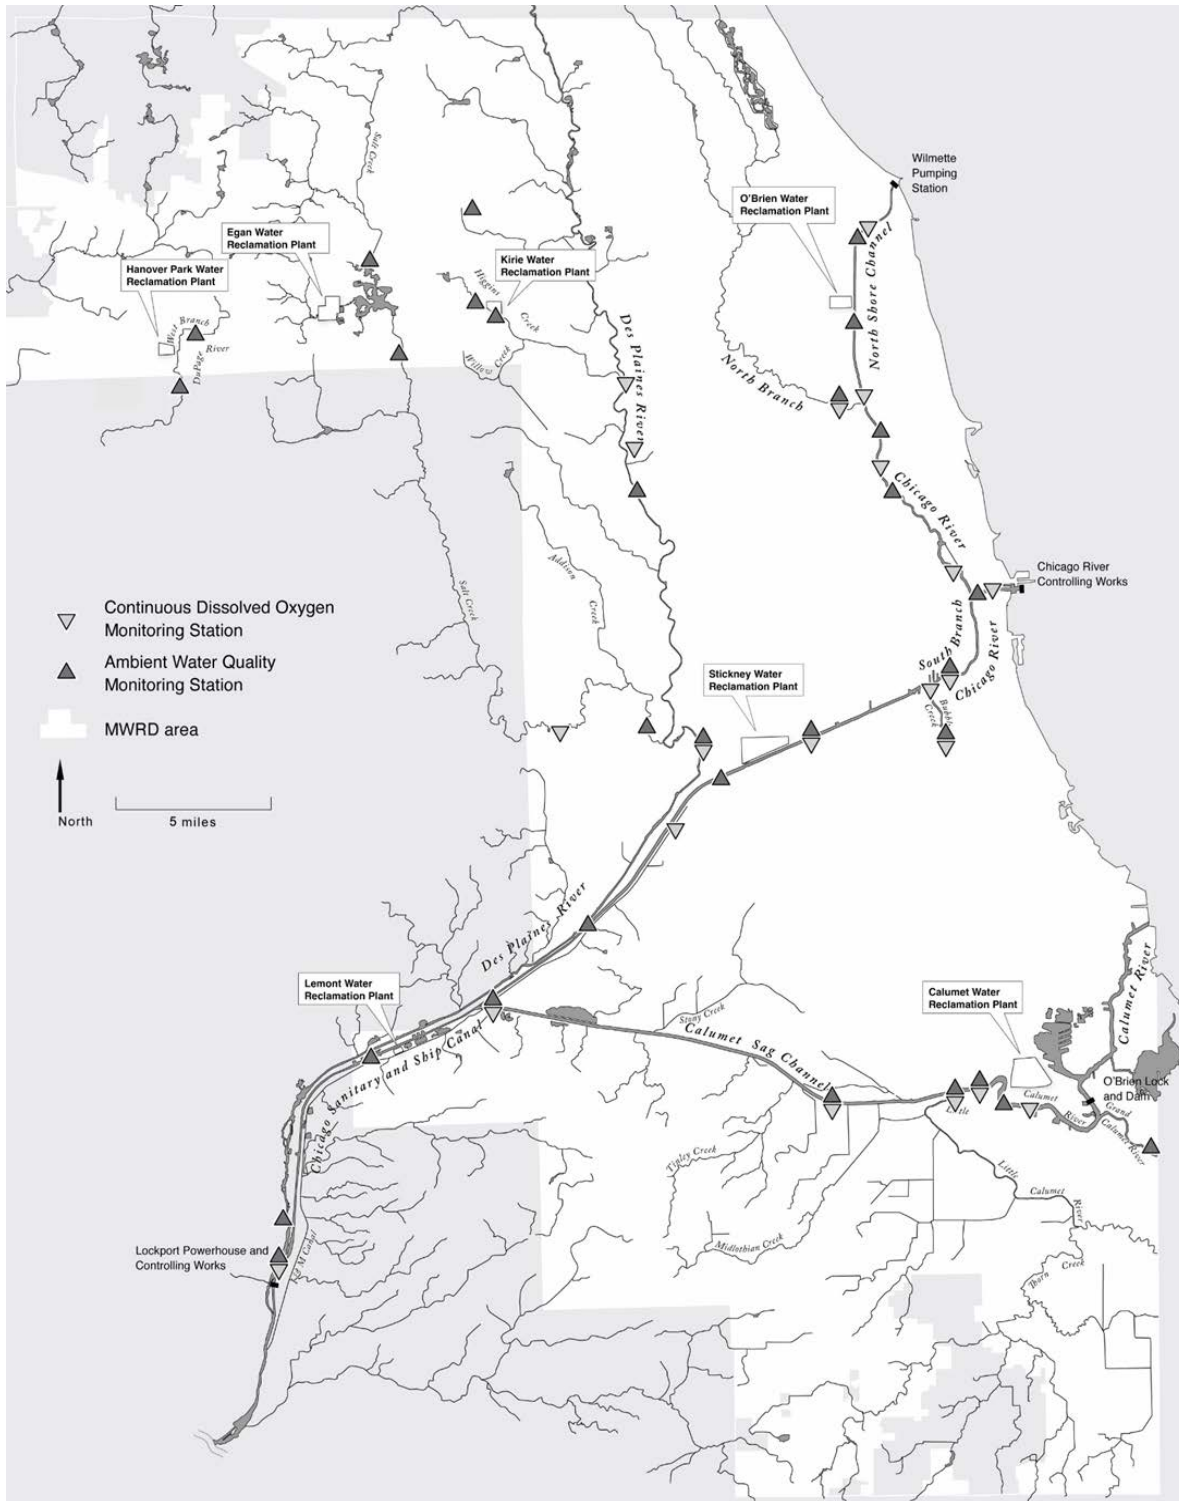 Wilmette
Pumping
Station
O'Brien Water
Reclamation Plant
Salt Creek
Egan Water
Reclamation Plant
Kirie Water
Reclamation Plant
Hanover Park Water
Reclamation Plant
North Shore Channel
Higgins
Creek
West Branch
DuPage
River
Willow Creek
Des Plaines River
North Branch
Chicago River
Addison
Creek
Salt Creek
Chicago River
Controlling Works
Continuous Dissolved Oxygen
Monitoring Station
Ambient Water Quality
Monitoring Station
MWRD area
North
5 miles
South Branch
Chicago River
Stickney Water
Reclamation Plant
Bubbly
Creek
Des Plaines River
Lemont Water
Reclamation Plant
Calumet Water
Reclamation Plant
Calumet River
Stony Creek
Calumet Sag Channel
Chicago Sanitary and Ship Canal
O'Brien Lock
and Dam
Little
Calumet
River
Grand
Calumet River
Tinley Creek
Little
Calumet
River
Midlothian Creek
Thorn Creek
Lockport Powerhouse and
Controlling Works
I & M Canal